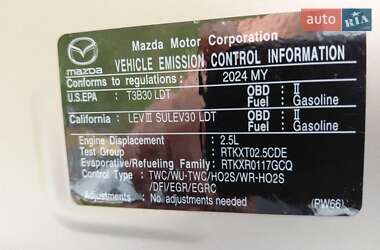 auto RIA
Mazda Motor Corporation
mazda
VEHICLE EMISSION CONTROL INFORMATION
Conforms to regulations: 2024 MY
U.S.EPA : T3B30 LDT OBD : II
Fuel : Gasoline
California : LEVIII SULEV30 LDT OBD : II
Fuel : Gasoline
Engine Displacement : 2.5L
Test Group : RTKXT02.5CDE
Evaporative/Refueling Family : RTKXR0117GCQ
OBD : TWC/WU-TWC/HO2S/WR-HO2S
/DFI/EGR/EGRC
Adjustments : No adjustments needed (PW66)